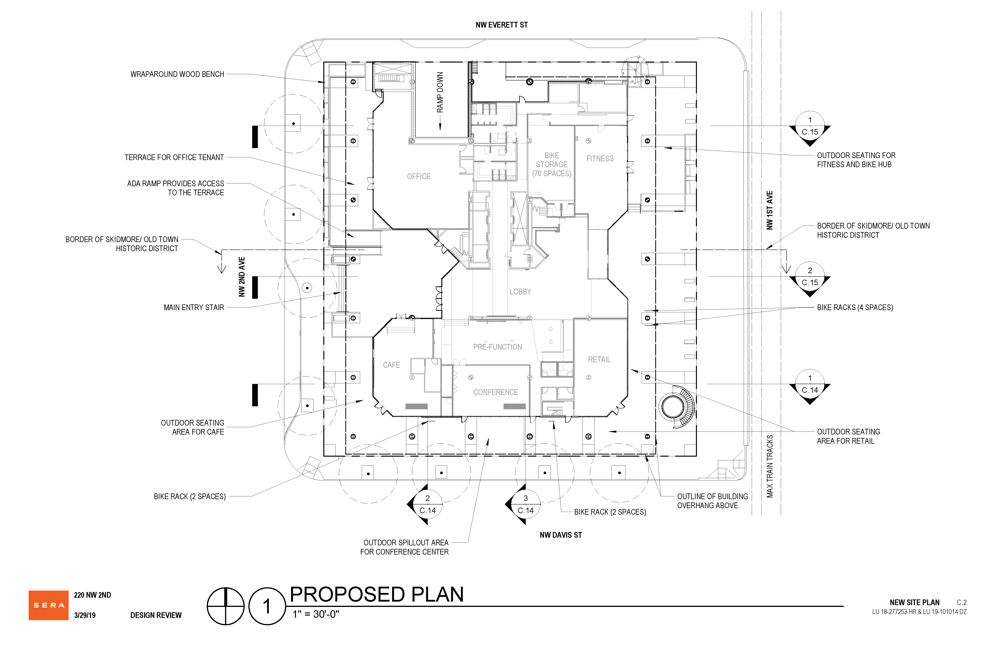 NW EVERETT ST
WRAPAROUND WOOD BENCH
RAMP DOWN
1
C.15
TERRACE FOR OFFICE TENANT
OUTDOOR SEATING FOR
FITNESS AND BIKE HUB
BIKE
STORAGE
(70 SPACES)
FITNESS
OFFICE
ADA RAMP PROVIDES ACCESS
TO THE TERRACE
NW 1ST AVE
BORDER OF SKIDMORE/ OLD TOWN
HISTORIC DISTRICT
BORDER OF SKIDMORE/ OLD TOWN
HISTORIC DISTRICT
NW 2ND AVE
2
C.15
LOBBY
MAIN ENTRY STAIR
BIKE RACKS (4 SPACES)
PRE-FUNCTION
CAFE
RETAIL
1
C.14
CONFERENCE
OUTDOOR SEATING
AREA FOR CAFE
OUTDOOR SEATING
AREA FOR RETAIL
MAX TRAIN TRACKS
BIKE RACK (2 SPACES)
2
C.14
3
C.14
OUTLINE OF BUILDING
OVERHANG ABOVE
BIKE RACK (2 SPACES)
NW DAVIS ST
OUTDOOR SPILLOUT AREA
FOR CONFERENCE CENTER
SERA
220 NW 2ND
3/29/19
DESIGN REVIEW
1
PROPOSED PLAN
1" = 30'-0"
NEW SITE PLAN C.2
LU 18-277253 HR & LU 19-101014 DZ